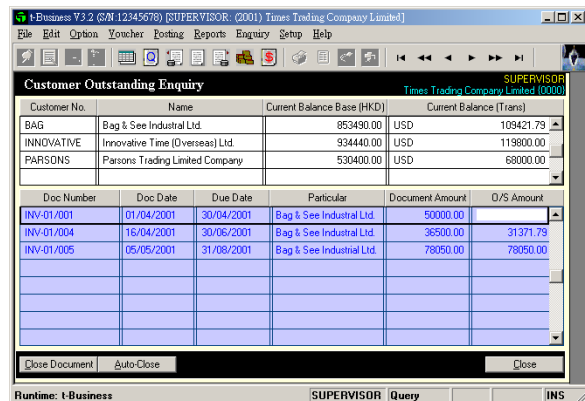 t-Business V3.2 (S/N:12345678) [SUPERVISOR: (2001) Times Trading Company Limited]
File Edit Option Voucher Posting Reports Enquiry Setup Help
Customer Outstanding Enquiry
SUPERVISOR
Times Trading Company Limited (0000)
Customer No. Name Current Balance Base (HKD) Current Balance (Trans)
BAG Bag & See Industrial Ltd. 853490.00 USD 109421.79
INNOVATIVE Innovative Time (Overseas) Ltd. 934440.00 USD 119800.00
PARSONS Parsons Trading Limited Company 530400.00 USD 68000.00
Doc Number Doc Date Due Date Particular Document Amount O/S Amount
INV-01/001 01/04/2001 30/04/2001 Bag & See Industral Ltd. 50000.00
INV-01/004 16/04/2001 30/06/2001 Bag & See Industral Ltd. 36500.00 31371.79
INV-01/005 05/05/2001 31/08/2001 Bag & See Industrial Ltd. 78050.00 78050.00
Close Document Auto-Close Close
Runtime: t-Business SUPERVISOR Query INS